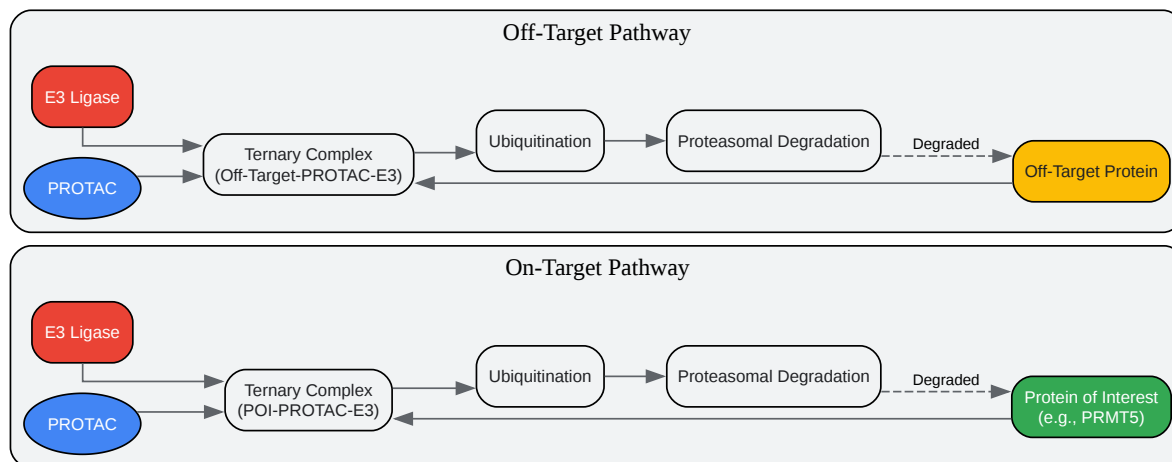 Off-Target Pathway
E3 Ligase
PROTAC
Ternary Complex
(Off-Target-PROTAC-E3)
Ubiquitination
Proteasomal Degradation
Degraded
Off-Target Protein
On-Target Pathway
E3 Ligase
PROTAC
Ternary Complex
(POI-PROTAC-E3)
Ubiquitination
Proteasomal Degradation
Degraded
Protein of Interest
(e.g., PRMT5)